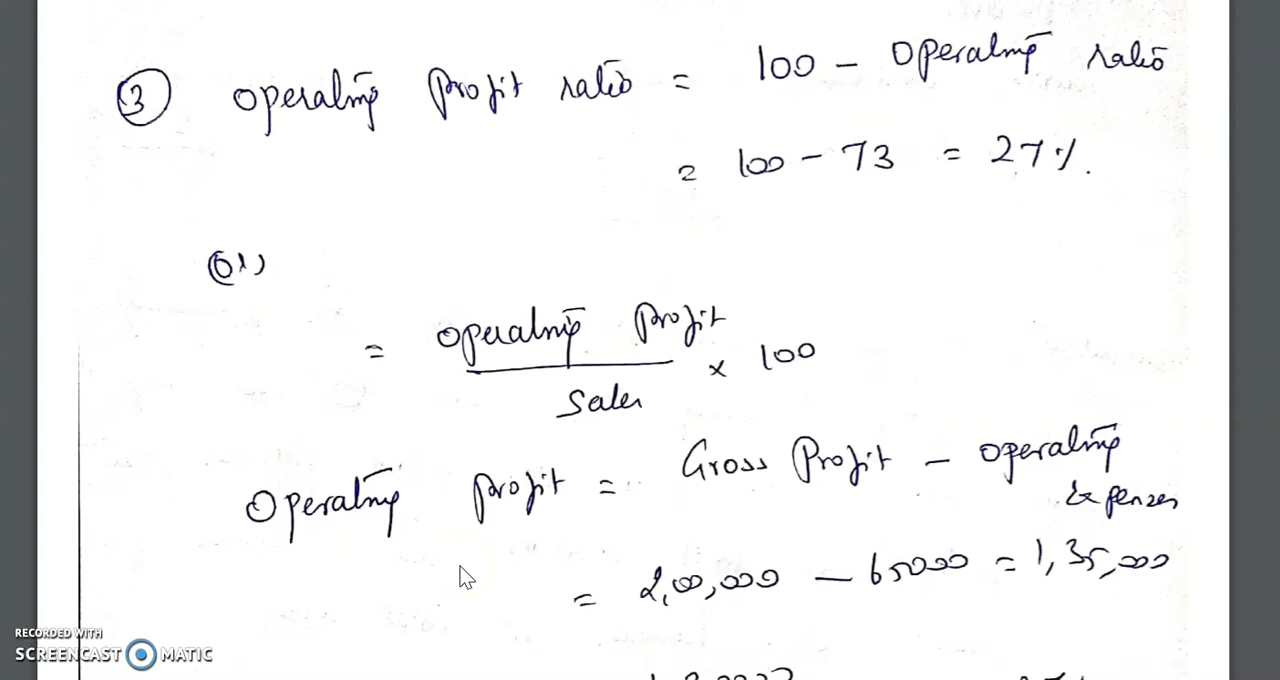 ③ Operating Profit ratio = 100 - Operating ratio
= 100 - 73 = 27%.
(Or)
= Operating Profit
Sales
× 100
Operating Profit = Gross Profit - Operating
Expenses
= 2,00,000 - 65000 = 1,35,000
RECORDED WITH
SCREENCAST MATIC